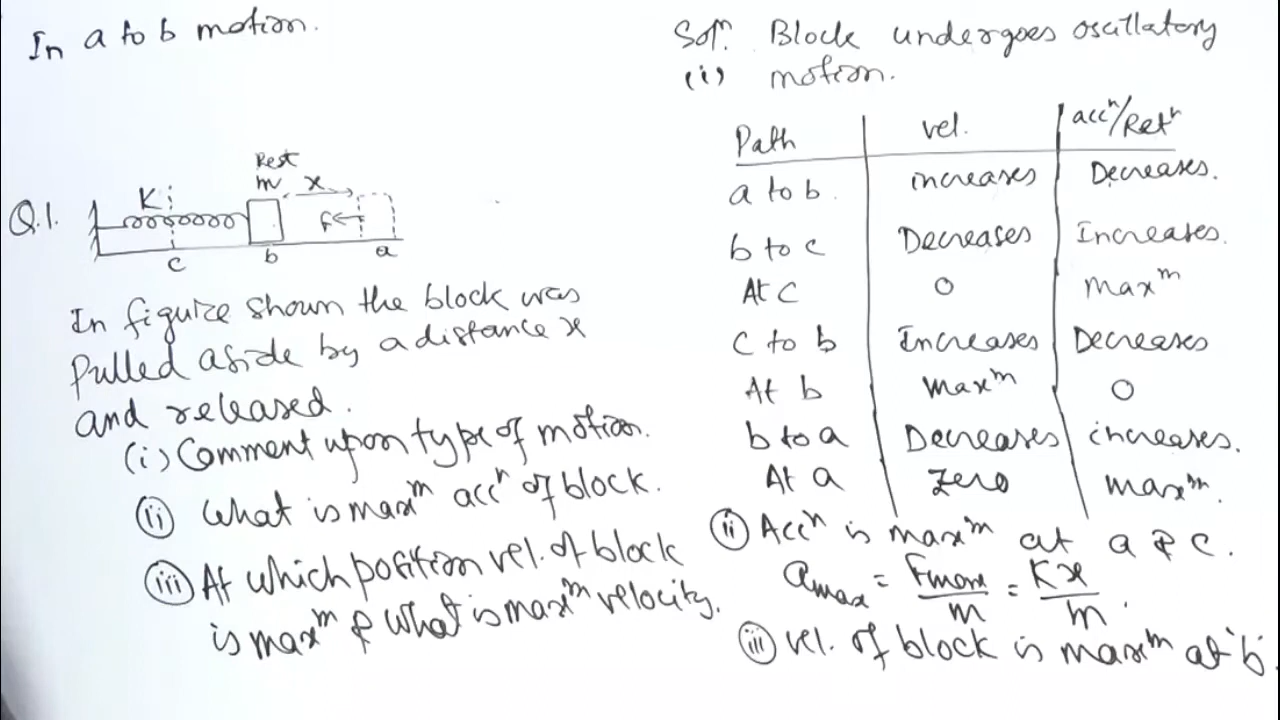 In a to b motion.
Q.1.
K
Rest
m
x
F
c
b
a
In figure shown the block was
Pulled aside by a distance x
and released.
(i) Comment upon type of motion.
(ii) What is maxᵐ accⁿ of block.
(iii) At which position vel. of block
is maxᵐ & what is maxᵐ velocity.
Solⁿ. Block undergoes oscillatory
(i) motion.
Path vel. accⁿ/Retⁿ
a to b. increases Decreases.
b to c Decreases Increases.
At c 0 maxᵐ
c to b Increases Decreases
At b maxᵐ 0
b to a Decreases increases.
At a Zero maxᵐ.
(ii) Accⁿ is maxᵐ at a & c.
a_max = F_max/m = Kx/m.
(iii) vel. of block is maxᵐ at 'b'.